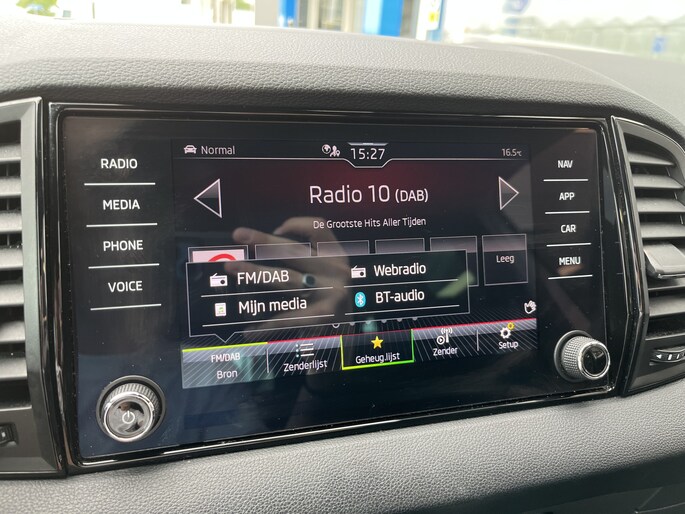 RADIO
MEDIA
PHONE
VOICE
Normal
15:27
16.5°C
Radio 10 (DAB)
De Grootste Hits Aller Tijden
Leeg
FM/DAB
Webradio
Mijn media
BT-audio
FM/DAB
Bron
Zenderlijst
Geheug.lijst
Zender
Setup
NAV
APP
CAR
MENU